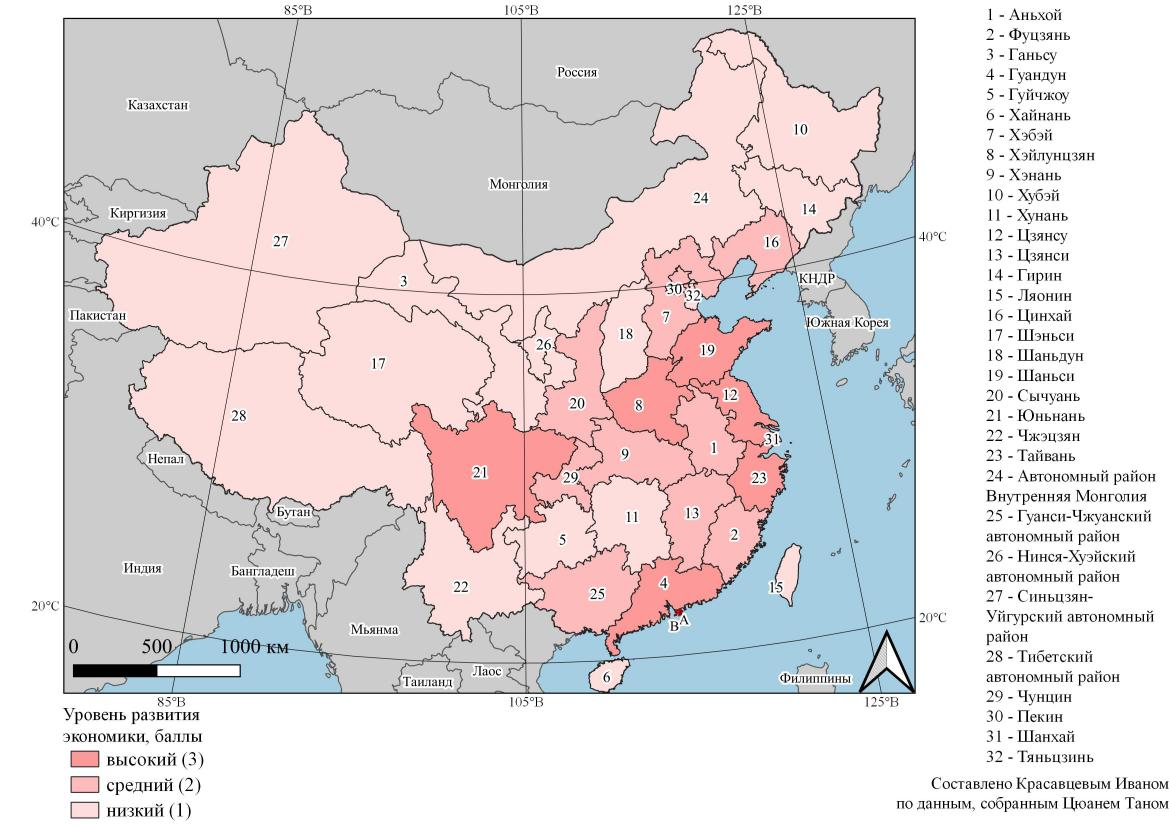 85°В 105°В 125°В
Россия
Казахстан
Монголия
Киргизия
40°С
40°С
КНДР
Южная Корея
Пакистан
Непал
Бутан
Индия
Бангладеш
Мьянма
Лаос
Таиланд
Филиппины
20°С
20°С
10
24
14
27
16
3
30
32
7
18
26
19
17
12
20
8
28
31
1
9
21
29
23
11
13
2
5
4
22
25
15
A
B
6
0 500 1000 км
85°В 105°В 125°В
Уровень развития
экономики, баллы
высокий (3)
средний (2)
низкий (1)
1 - Аньхой
2 - Фуцзянь
3 - Ганьсу
4 - Гуандун
5 - Гуйчжоу
6 - Хайнань
7 - Хэбэй
8 - Хэйлунцзян
9 - Хэнань
10 - Хубэй
11 - Хунань
12 - Цзянсу
13 - Цзянси
14 - Гирин
15 - Ляонин
16 - Цинхай
17 - Шэньси
18 - Шаньдун
19 - Шаньси
20 - Сычуань
21 - Юньнань
22 - Чжэцзян
23 - Тайвань
24 - Автономный район
Внутренняя Монголия
25 - Гуанси-Чжуанский
автономный район
26 - Нинся-Хуэйский
автономный район
27 - Синьцзян-
Уйгурский автономный
район
28 - Тибетский
автономный район
29 - Чунцин
30 - Пекин
31 - Шанхай
32 - Тяньцзинь
Составлено Красавцевым Иваном
по данным, собранным Цюанем Таном